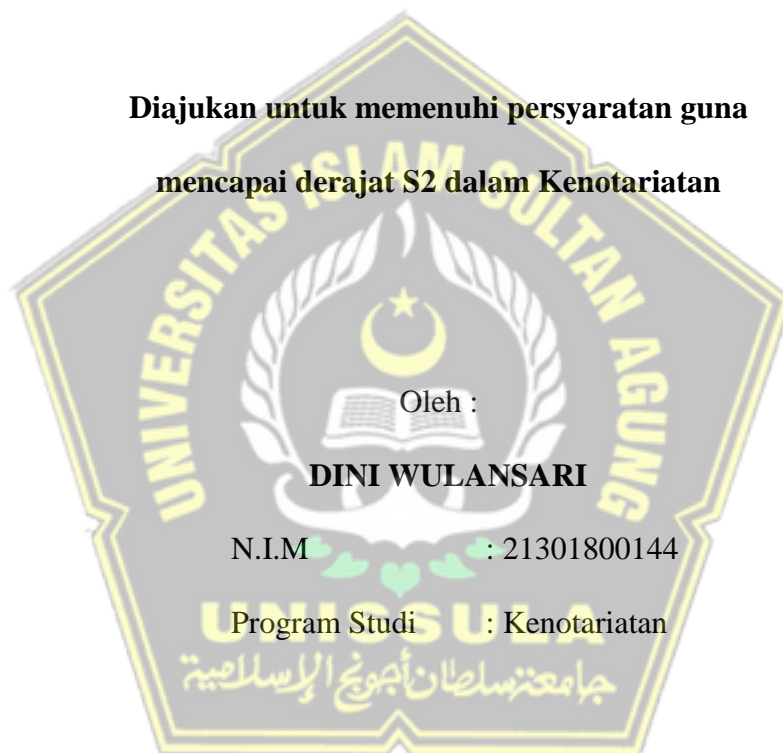 Diajukan untuk memenuhi persyaratan guna
mencapai derajat S2 dalam Kenotariatan
UNIVERSITAS ISLAM SULTAN AGUNG
Oleh :
DINI WULANSARI
N.I.M : 21301800144
Program Studi : Kenotariatan
UNISSULA
جامعة سلطان أجونج الإسلامية